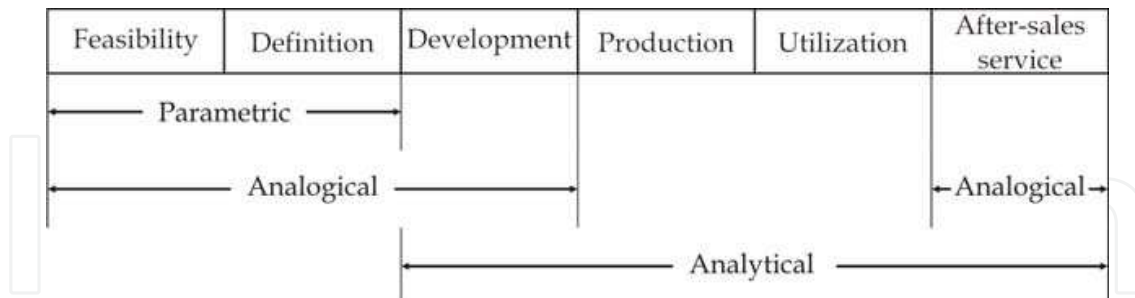 Feasibility Definition Development Production Utilization After-sales
service
Parametric
Analogical Analogical
Analytical